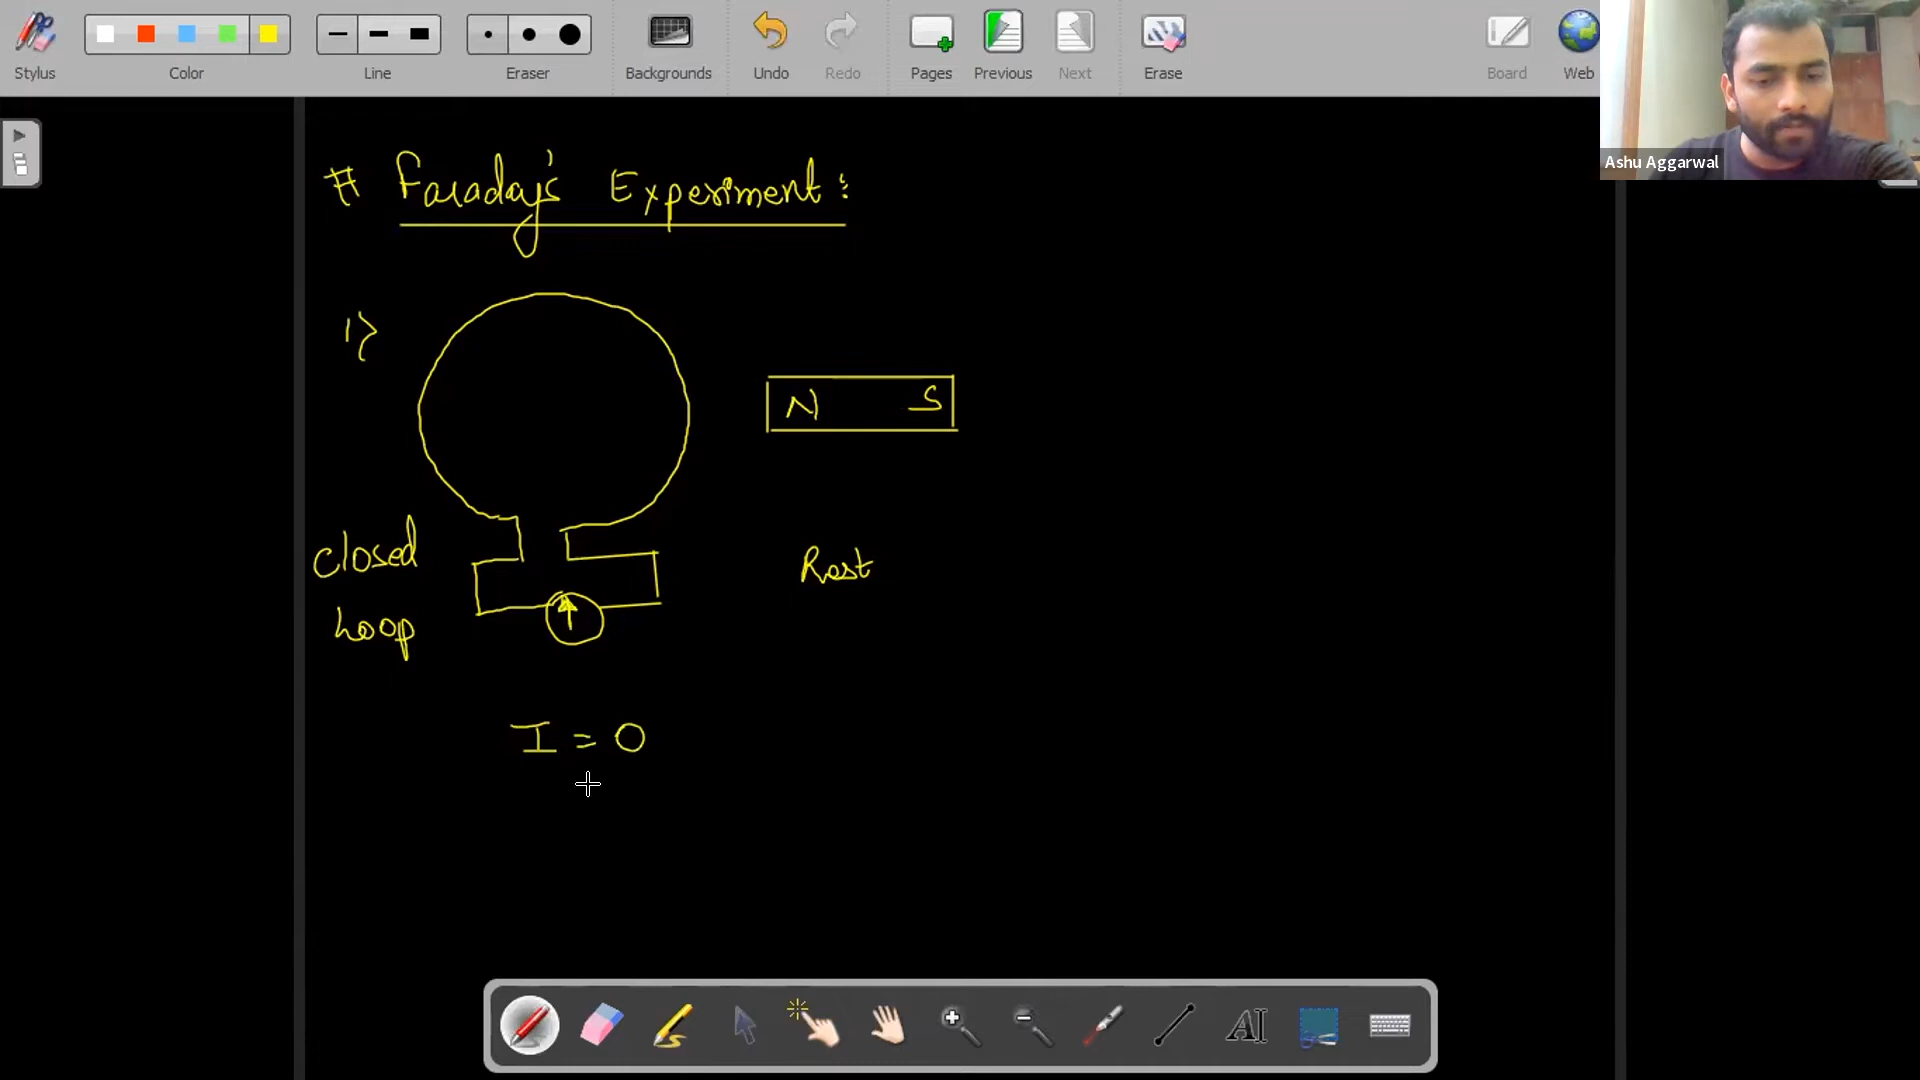 Stylus
Color
Line
Eraser
Backgrounds
Undo
Redo
Pages
Previous
Next
Erase
Board
Web
Ashu Aggarwal
# Faraday's Experiment:
1)
N S
Closed
Loop
Rest
I = 0
AI